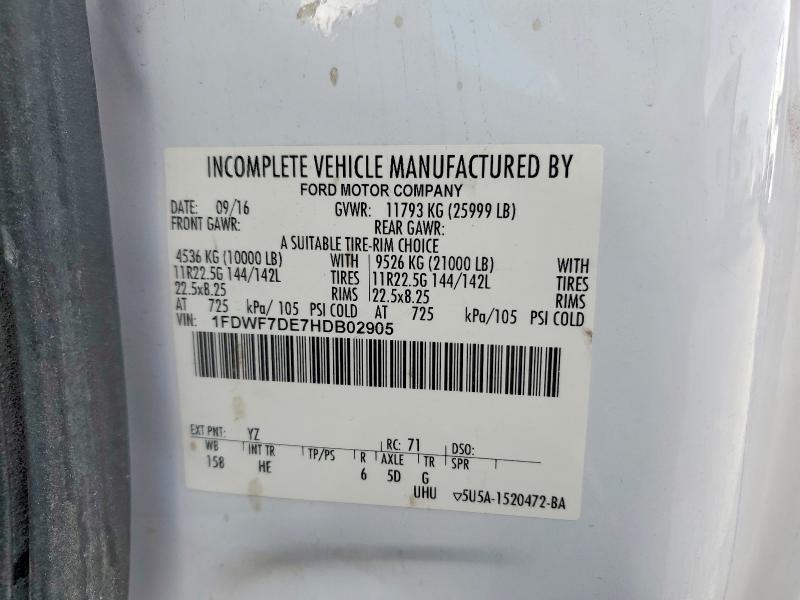 INCOMPLETE VEHICLE MANUFACTURED BY
FORD MOTOR COMPANY
DATE: 09/16 GVWR: 11793 KG (25999 LB)
FRONT GAWR: REAR GAWR:
A SUITABLE TIRE-RIM CHOICE
4536 KG (10000 LB) WITH 9526 KG (21000 LB) WITH
11R22.5G 144/142L TIRES 11R22.5G 144/142L TIRES
22.5x8.25 RIMS 22.5x8.25 RIMS
AT 725 kPa/ 105 PSI COLD AT 725 kPa/105 PSI COLD
VIN: 1FDWF7DE7HDB02905
EXT PNT: YZ RC: 71 DSO:
WB INT TR TP/PS R AXLE TR SPR
158 HE 6 5D G
UHU ▽5U5A-1520472-BA